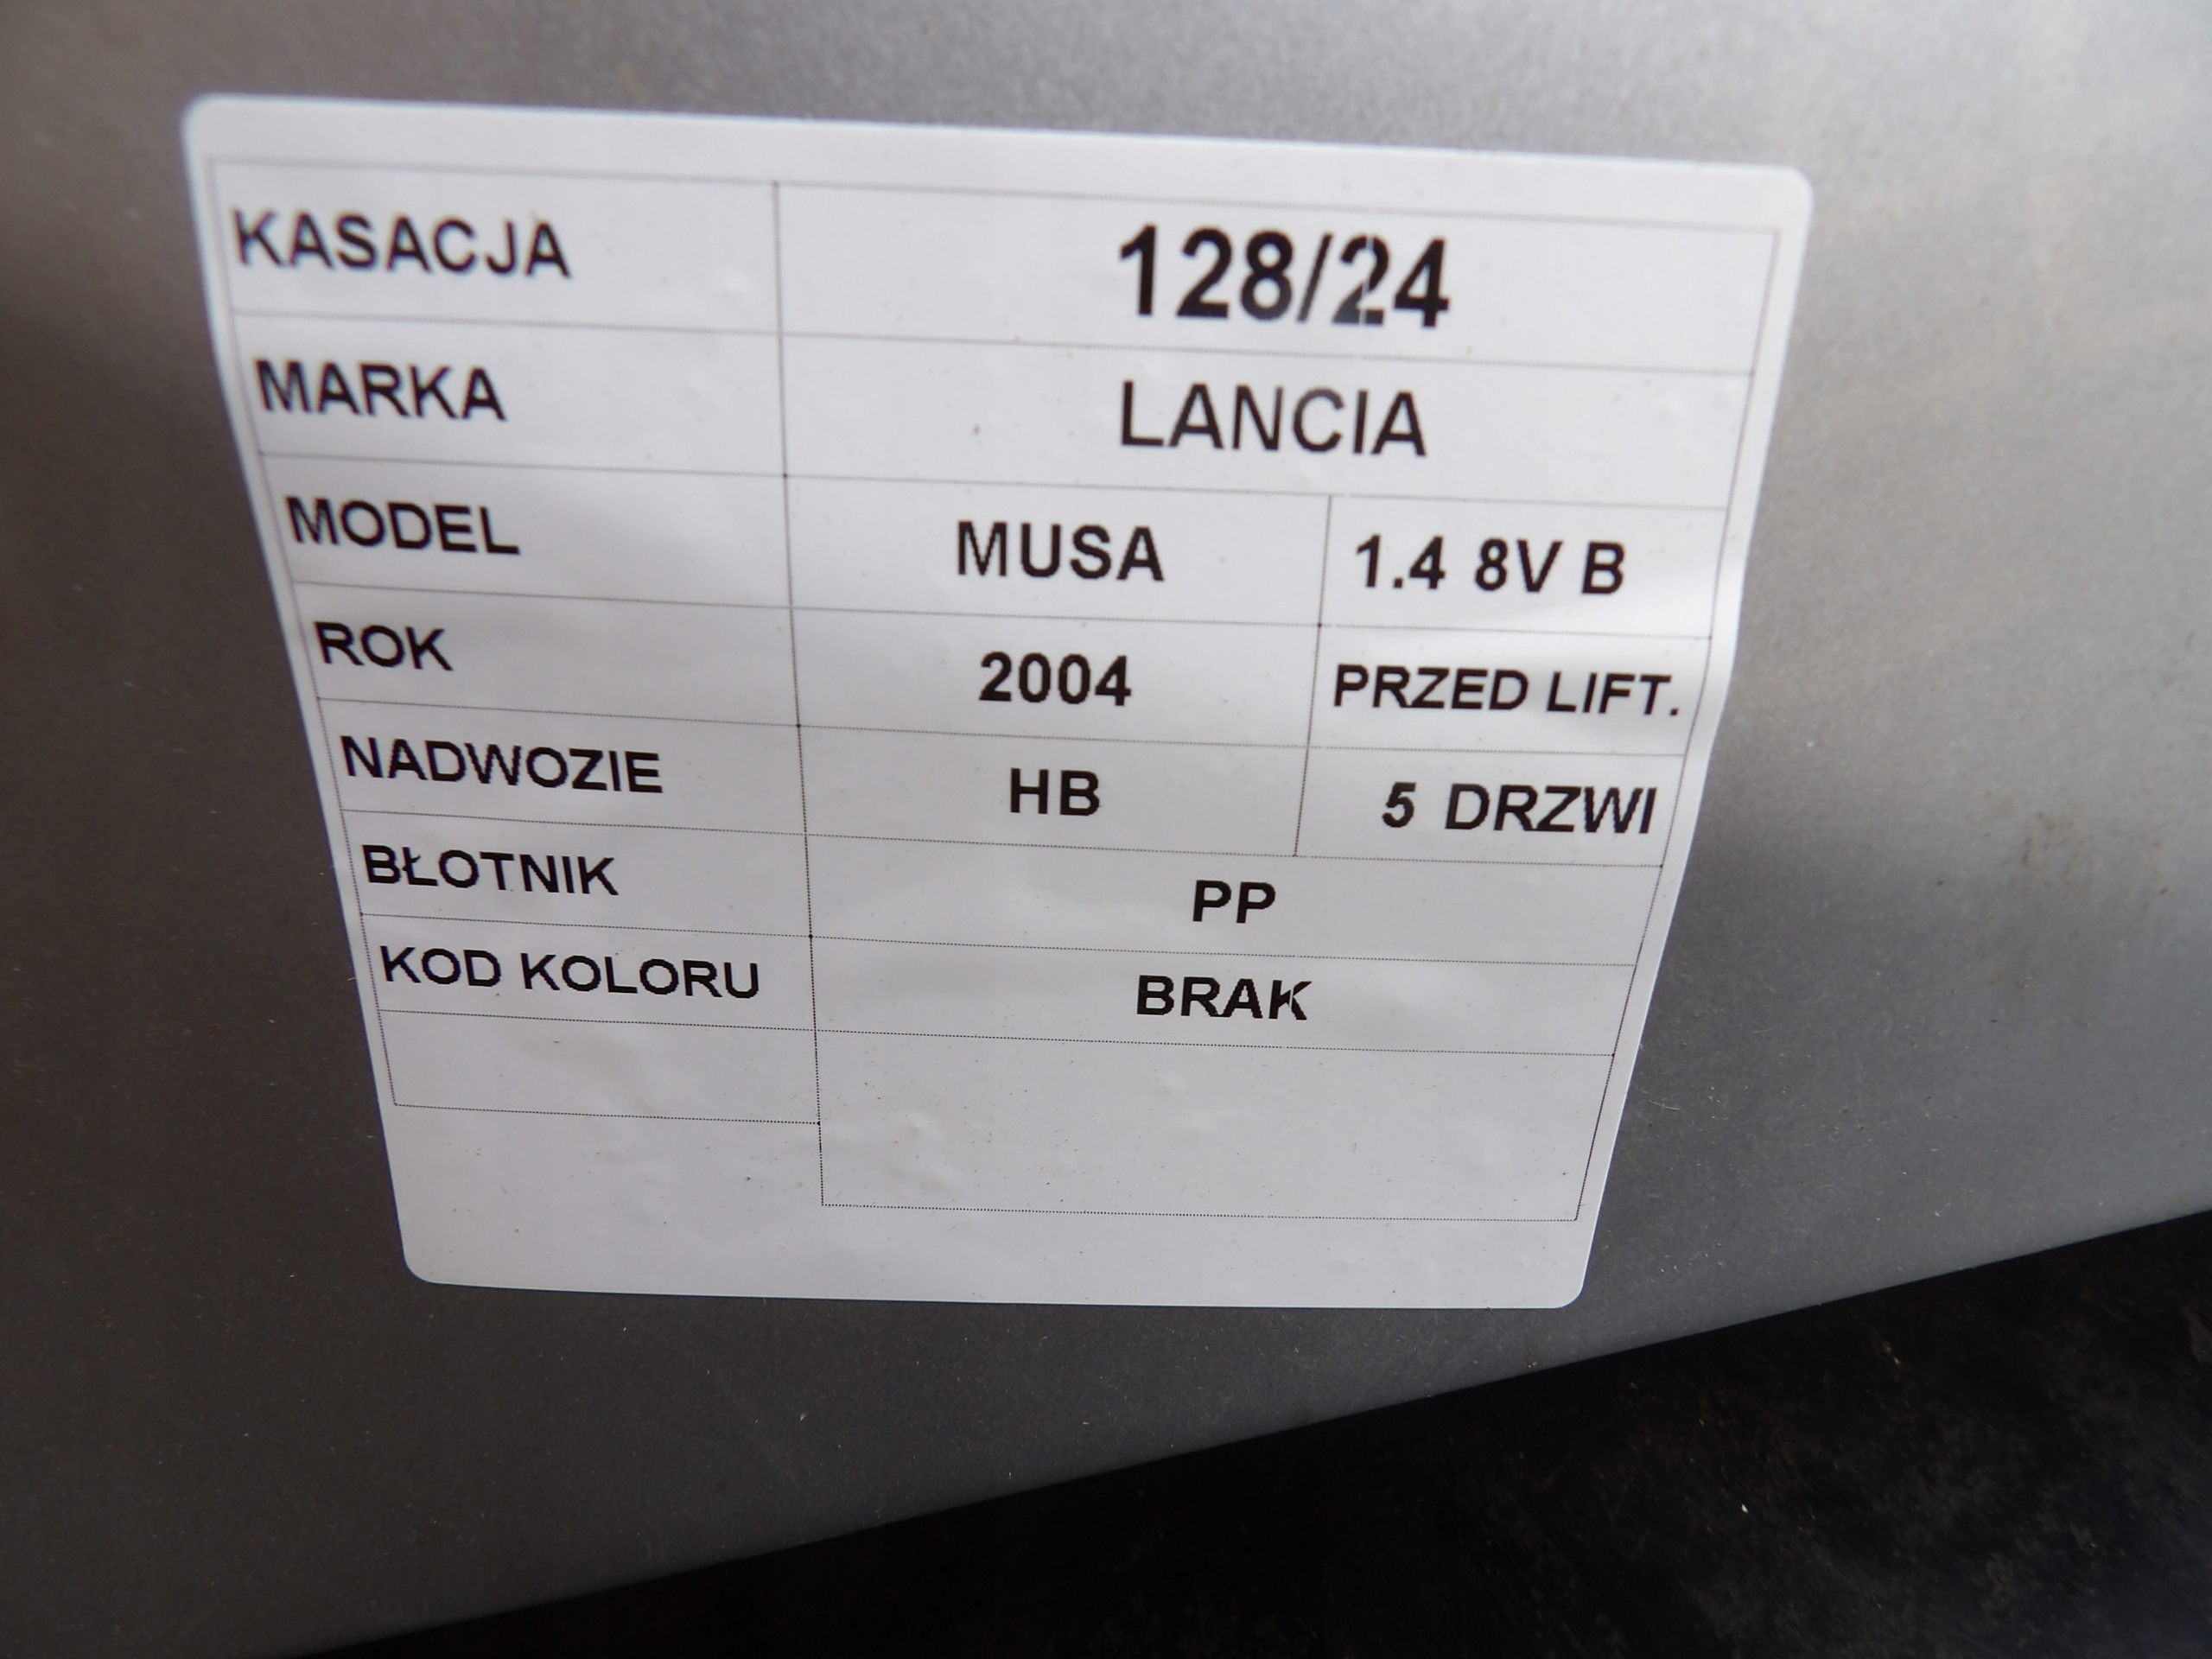 KASACJA 128/24
MARKA LANCIA
MODEL MUSA 1.4 8V B
ROK 2004 PRZED LIFT.
NADWOZIE HB 5 DRZWI
BŁOTNIK PP
KOD KOLORU BRAK